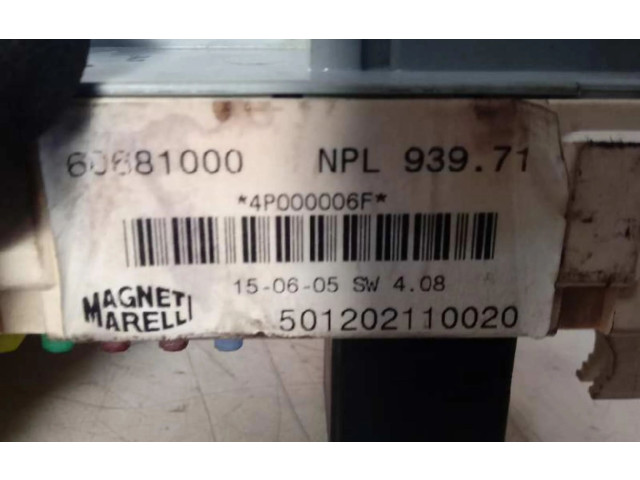 60681000 NPL 939.71
*4P000006F*
15-06-05 SW 4.08
MAGNETI
MARELLI
501202110020